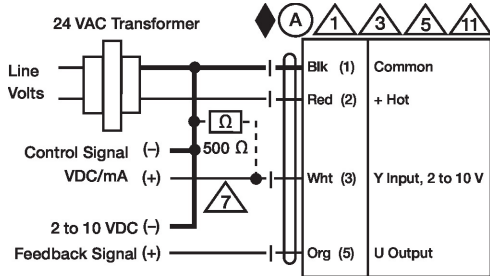 24 VAC Transformer
A 1 3 5 11
Line Volts
Blk (1) Common
Red (2) + Hot
Ω
500 Ω
Control Signal (-)
VDC/mA (+)
Wht (3) Y Input, 2 to 10 V
7
2 to 10 VDC (-)
Feedback Signal (+)
Org (5) U Output